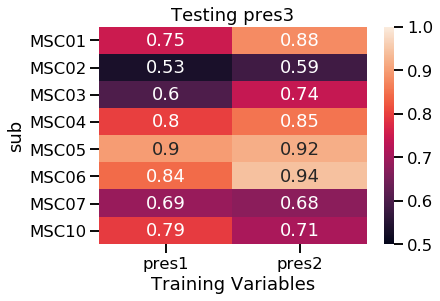 Testing pres3
MSC01 0.75 0.88
MSC02 0.53 0.59
MSC03 0.6 0.74
MSC04 0.8 0.85
MSC05 0.9 0.92
MSC06 0.84 0.94
MSC07 0.69 0.68
MSC10 0.79 0.71
sub
pres1 pres2
Training Variables
1.0
0.9
0.8
0.7
0.6
0.5